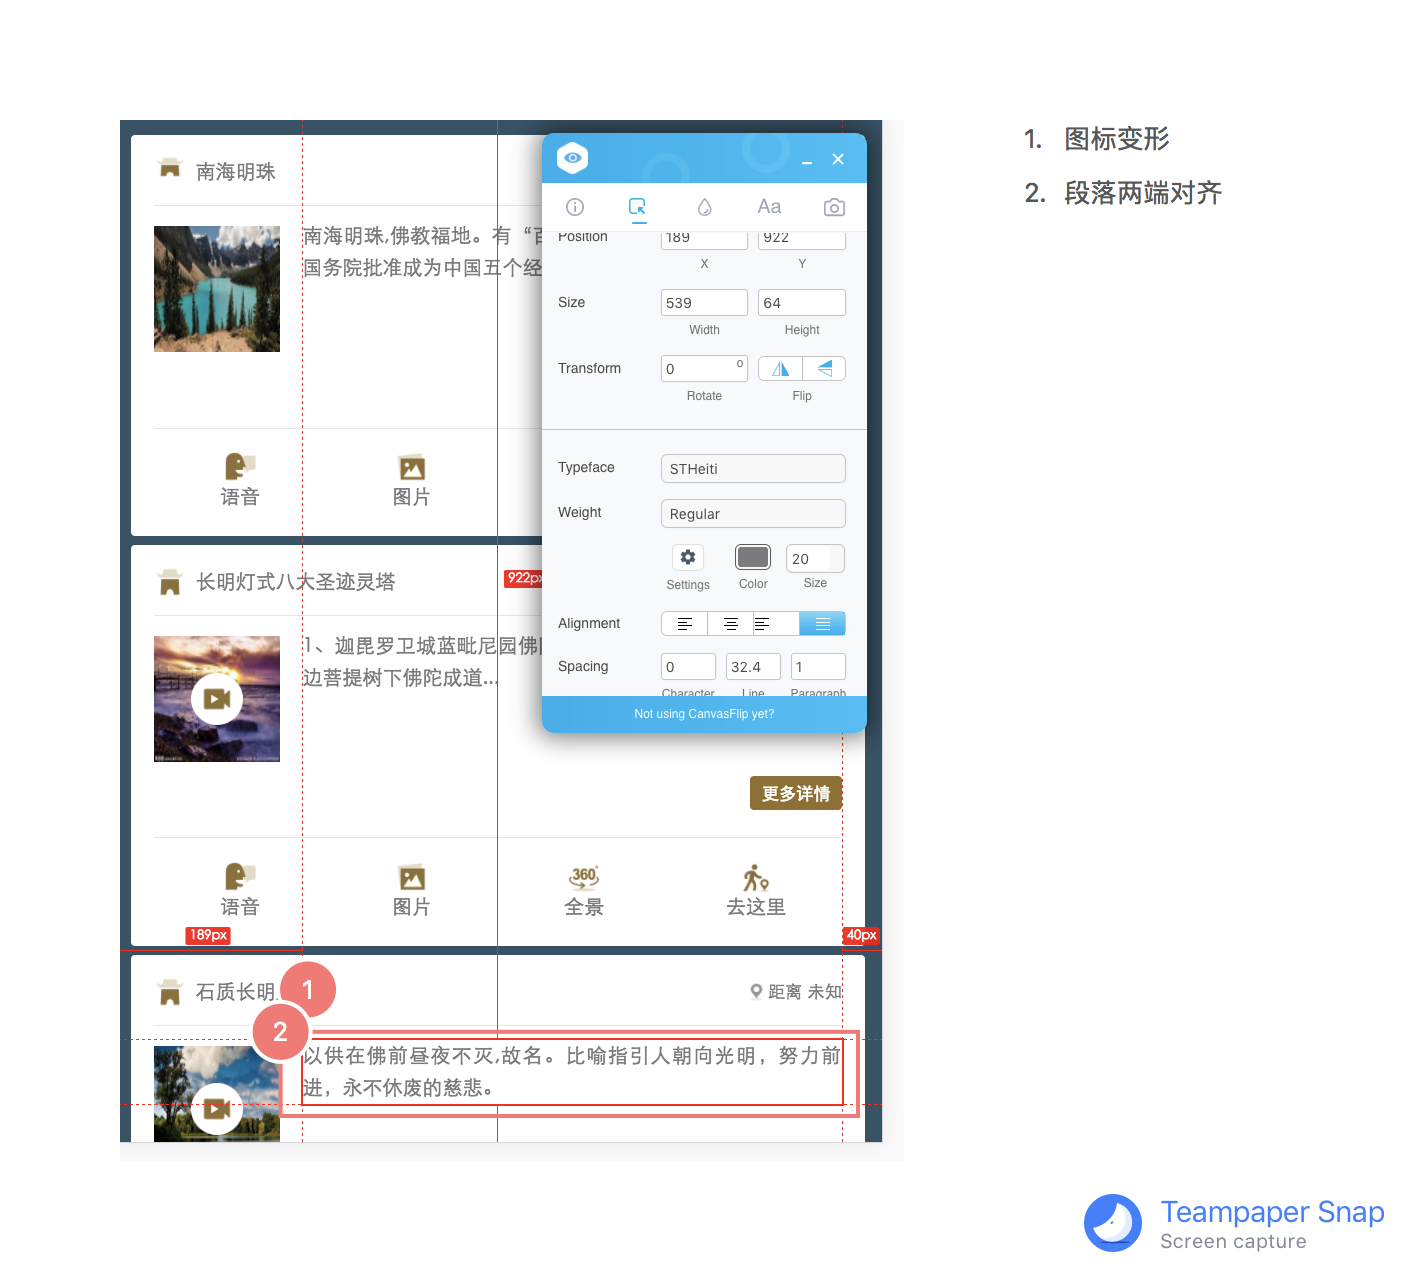 1. 图标变形
2. 段落两端对齐
南海明珠
南海明珠,佛教福地。有“百
国务院批准成为中国五个经
语音
图片
Aa
Position
189
922
X
Y
Size
539
64
Width
Height
Transform
0
o
Rotate
Flip
Typeface
STHeiti
Weight
Regular
20
Settings
Color
Size
Alignment
Spacing
0
32.4
1
Character
Line
Paragraph
Not using CanvasFlip yet?
长明灯式八大圣迹灵塔
922px
1、迦毘罗卫城蓝毗尼园佛
边菩提树下佛陀成道...
更多详情
语音
图片
360°
全景
去这里
189px
40px
石质长明
1
距离 未知
2
以供在佛前昼夜不灭,故名。比喻指引人朝向光明，努力前
进，永不休废的慈悲。
Teampaper Snap
Screen capture